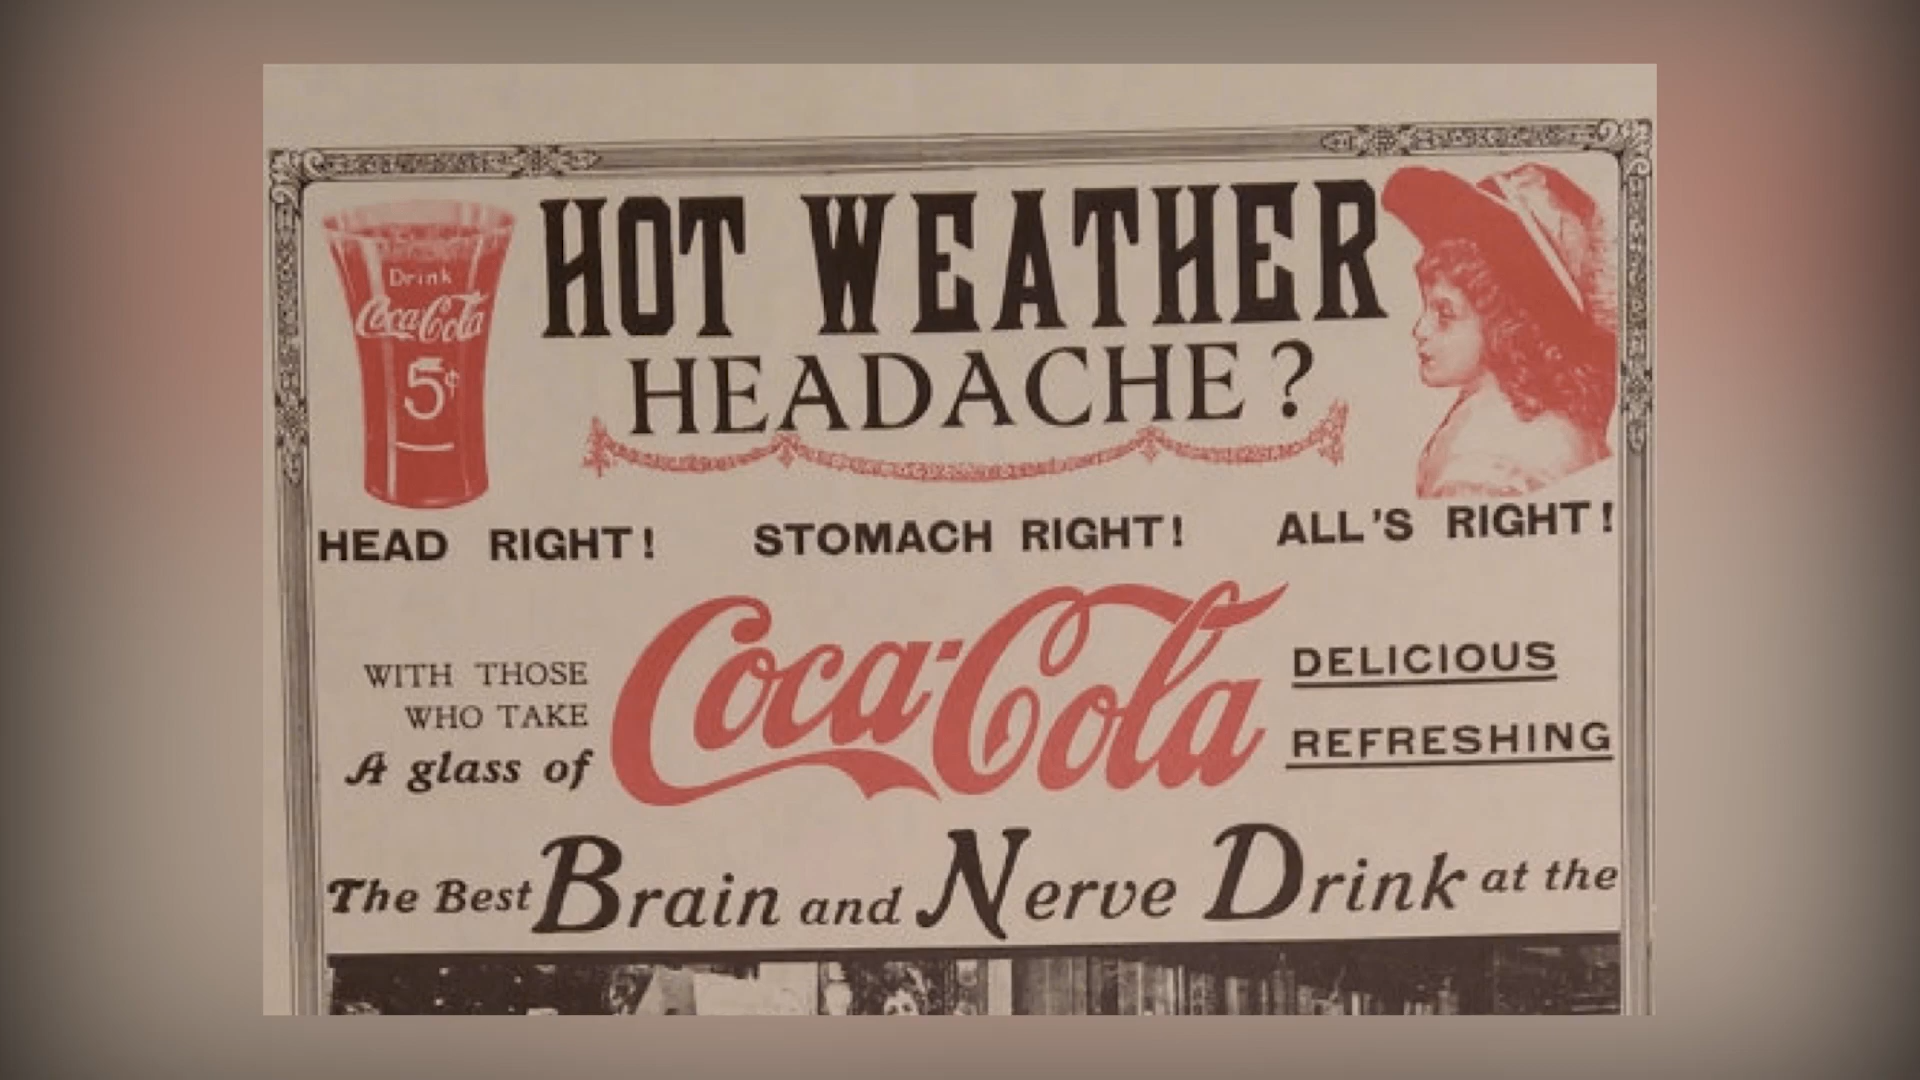 HOT WEATHER
HEADACHE?
Drink
Coca-Cola
5¢
HEAD RIGHT! STOMACH RIGHT! ALL'S RIGHT!
WITH THOSE
WHO TAKE
A glass of
Coca-Cola
DELICIOUS
REFRESHING
The Best Brain and Nerve Drink at the